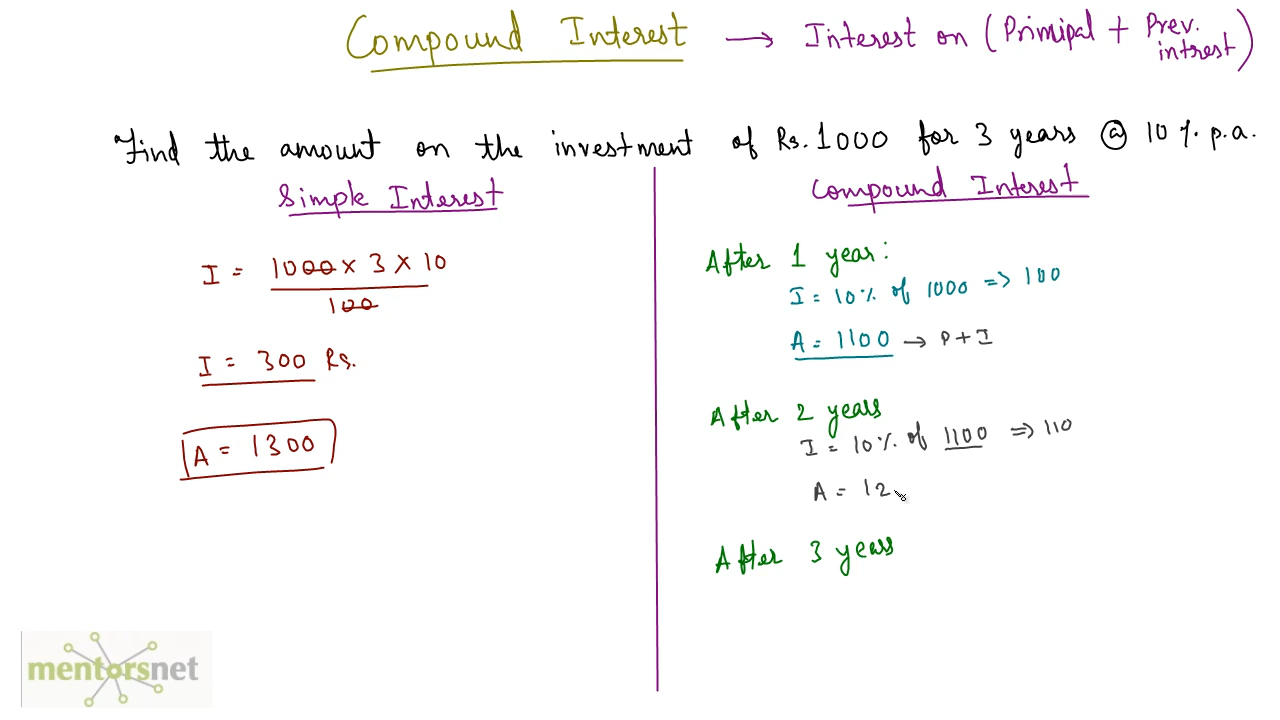 Compound Interest → Interest on (Principal + Prev. intrest)
Find the amount on the investment of Rs. 1000 for 3 years @ 10 %. p.a.
Simple Interest
I = 1000 x 3 x 10
100
I = 300 Rs.
A = 1300
Compound Interest
After 1 year:
I = 10% of 1000 => 100
A = 1100 → P + I
After 2 years
I = 10% of 1100 => 110
A = 12
After 3 years
mentorsnet